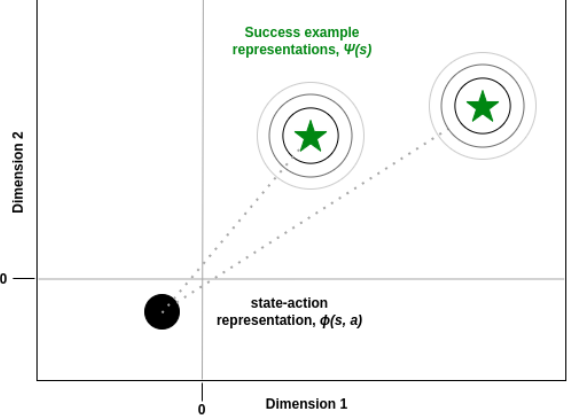 Success example
representations, Ψ(s)
Dimension 2
0
state-action
representation, ϕ(s, a)
0
Dimension 1